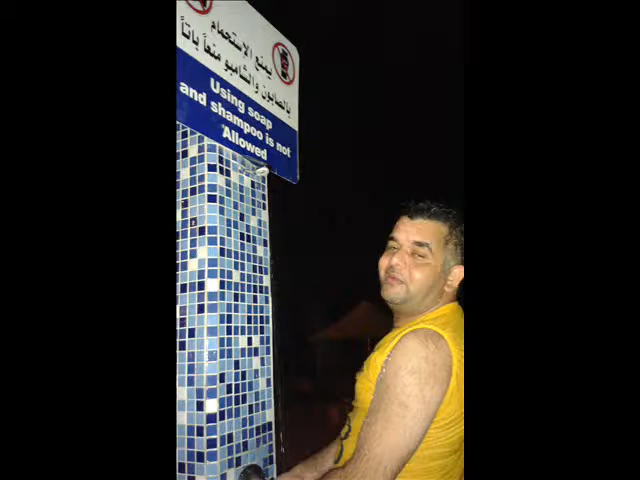 يمنع الإستحمام
بالصابون والشامبو منعاً باتاً
Using soap
and shampoo is not
Allowed